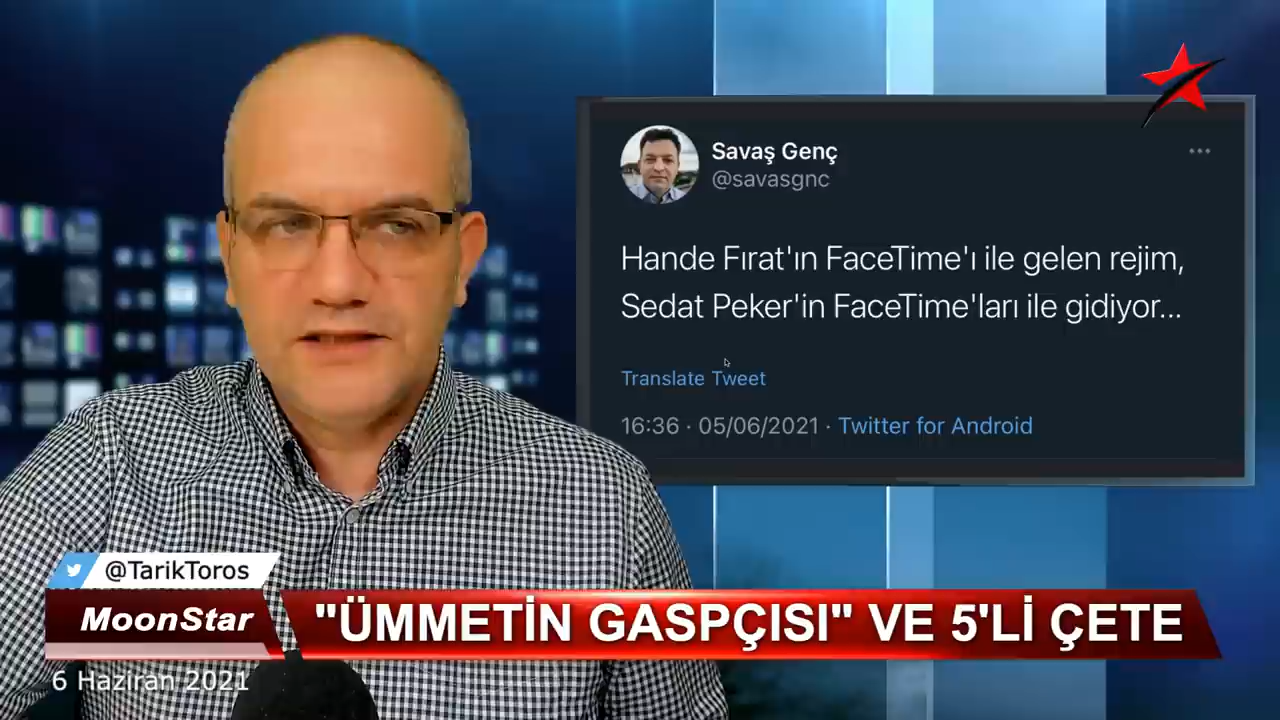 Savaş Genç
@savasgnc
Hande Fırat'ın FaceTime'ı ile gelen rejim,
Sedat Peker'in FaceTime'ları ile gidiyor...
Translate Tweet
16:36 · 05/06/2021 · Twitter for Android
@TarikToros
MoonStar
"ÜMMETİN GASPÇISI" VE 5'Lİ ÇETE
6 Haziran 2021